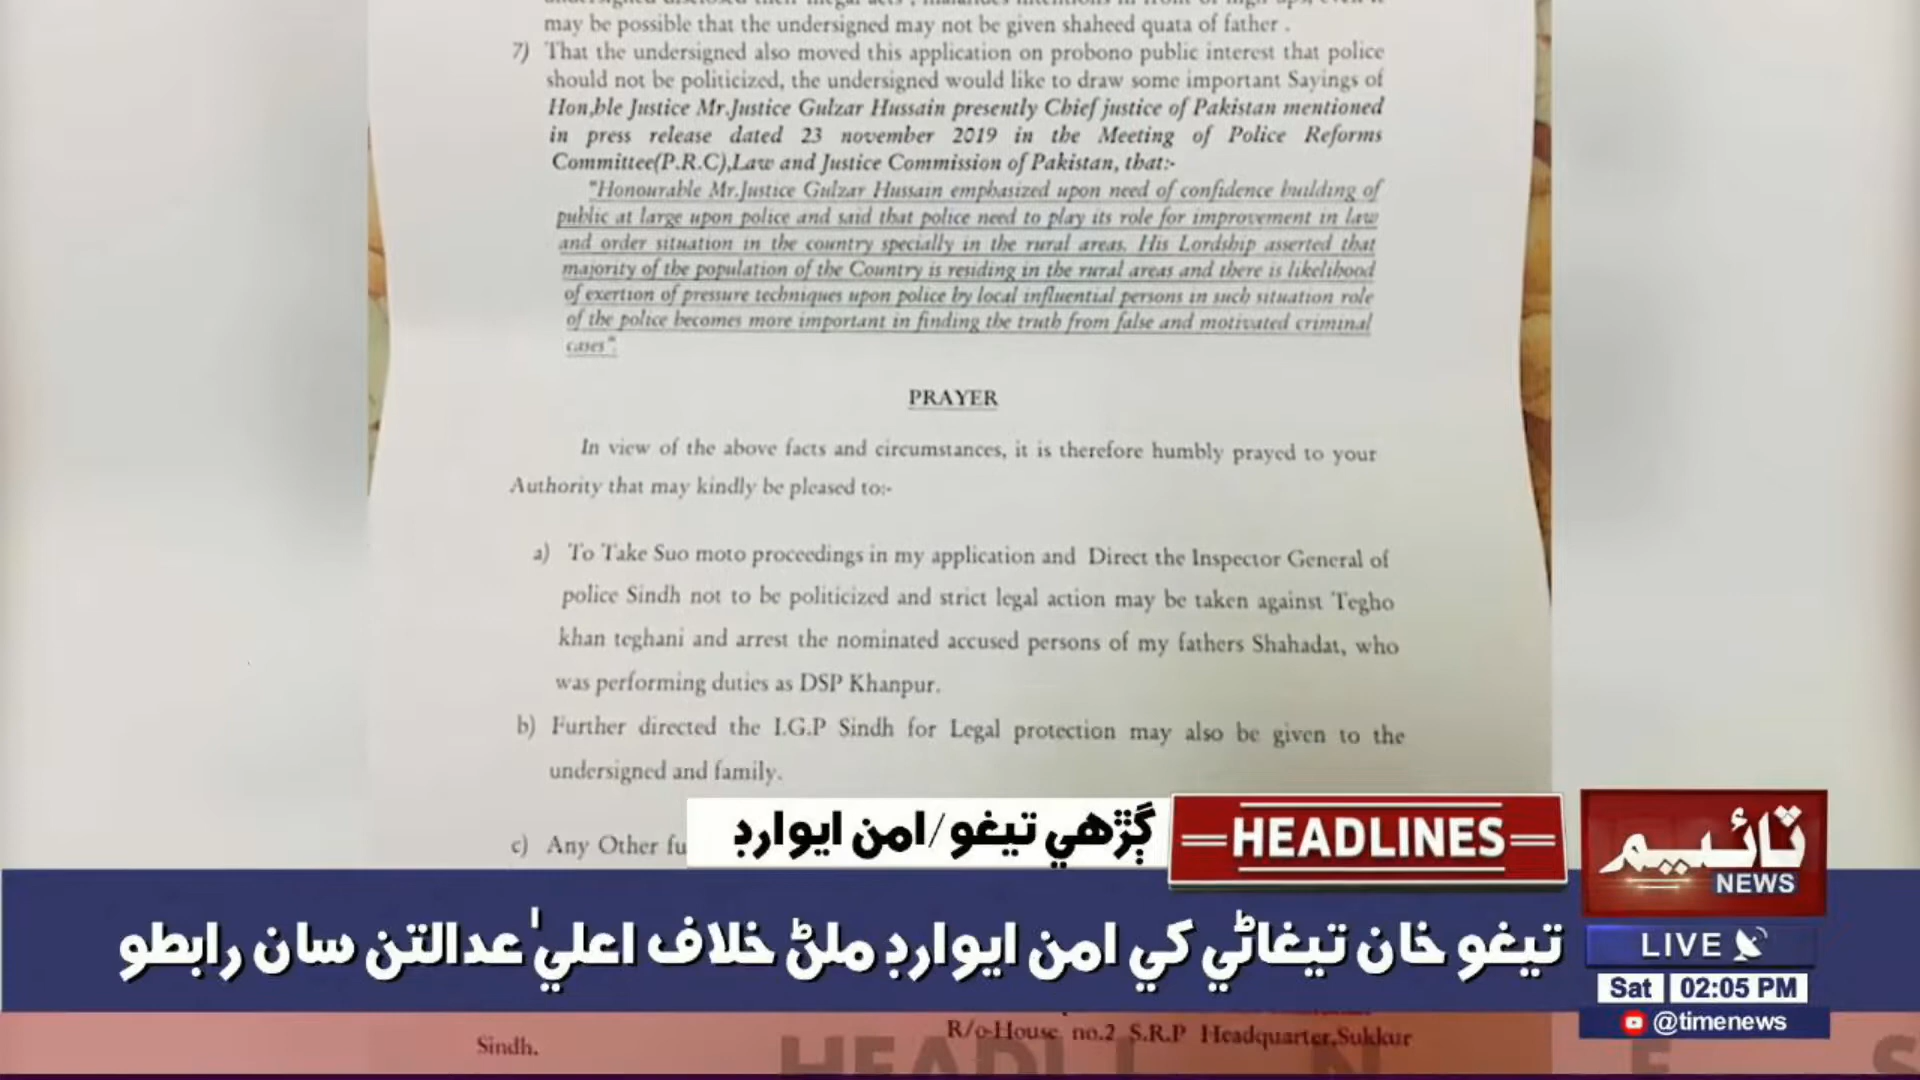 may be possible that the undersigned may not be given shaheed quata of father .
7) That the undersigned also moved this application on probono public interest that police
should not be politicized, the undersigned would like to draw some important Sayings of
Hon,ble Justice Mr.Justice Gulzar Hussain presently Chief justice of Pakistan mentioned
in press release dated 23 november 2019 in the Meeting of Police Reforms
Committee(P.R.C),Law and Justice Commission of Pakistan, that:-
"Honourable Mr.Justice Gulzar Hussain emphasized upon need of confidence building of
public at large upon police and said that police need to play its role for improvement in law
and order situation in the country specially in the rural areas. His Lordship asserted that
majority of the population of the Country is residing in the rural areas and there is likelihood
of exertion of pressure techniques upon police by local influential persons in such situation role
of the police becomes more important in finding the truth from false and motivated criminal
cases".
PRAYER
In view of the above facts and circumstances, it is therefore humbly prayed to your
Authority that may kindly be pleased to:-
a) To Take Suo moto proceedings in my application and Direct the Inspector General of
police Sindh not to be politicized and strict legal action may be taken against Tegho
khan teghani and arrest the nominated accused persons of my fathers Shahadat, who
was performing duties as DSP Khanpur.
b) Further directed the I.G.P Sindh for Legal protection may also be given to the
undersigned and family.
c) Any Other fu
ڳڙهي تيغو/امن ايوارڊ
HEADLINES
ٽائيم
NEWS
تيغو خان تيغاڻي کي امن ايوارڊ ملڻ خلاف اعليٰ عدالتن سان رابطو
LIVE
Sat 02:05 PM
@timenews
R/o-House no.2 S.R.P Headquarter,Sukkur
Sindh.